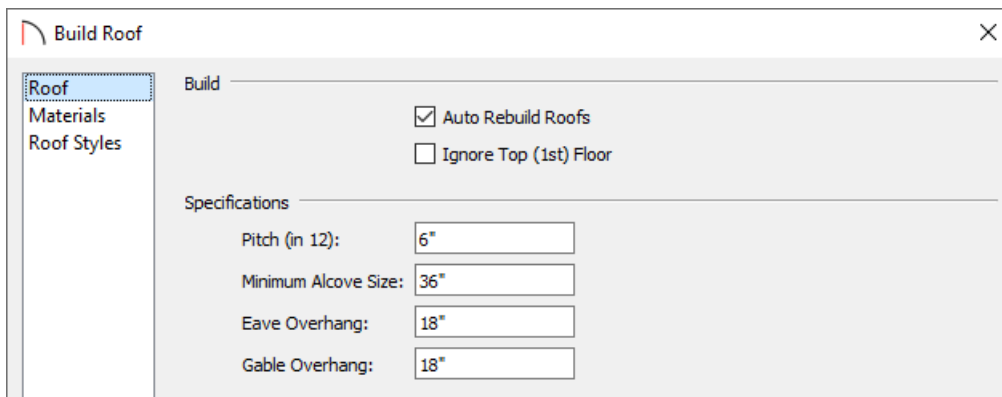 Build Roof
Roof
Materials
Roof Styles
Build
Auto Rebuild Roofs
Ignore Top (1st) Floor
Specifications
Pitch (in 12): 6"
Minimum Alcove Size: 36"
Eave Overhang: 18"
Gable Overhang: 18"